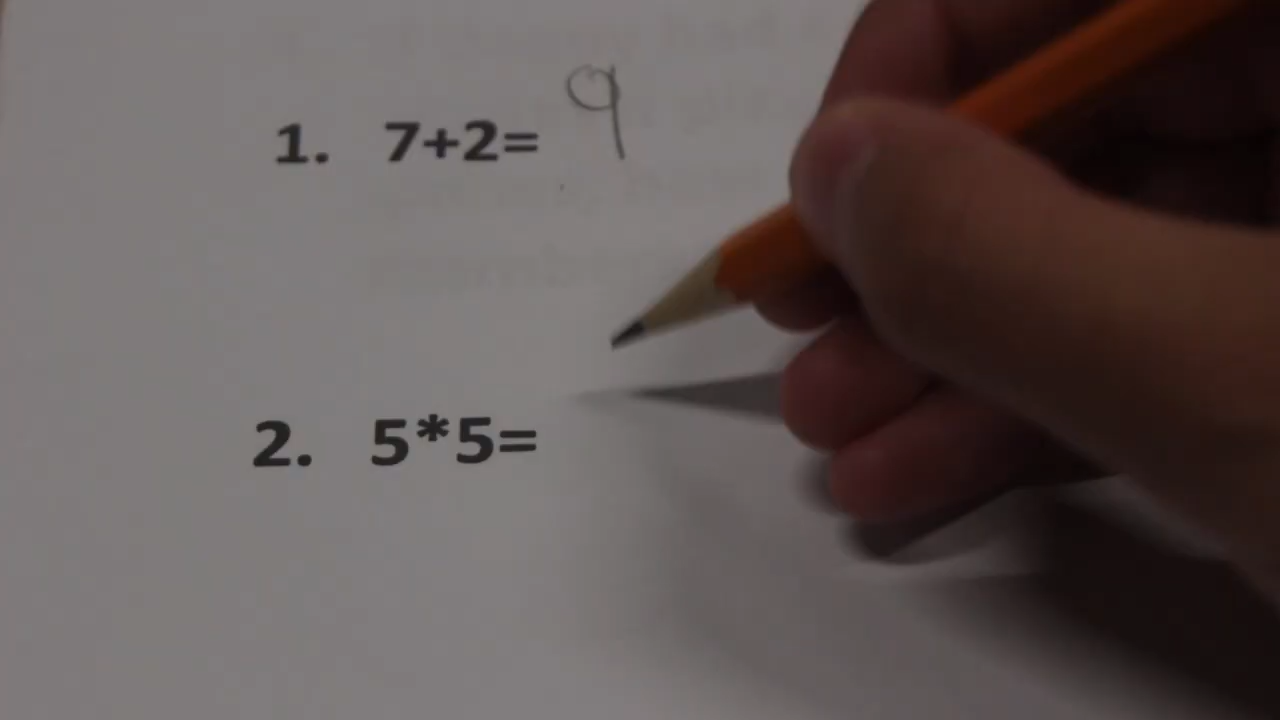 1. 7+2= 9
2. 5*5=